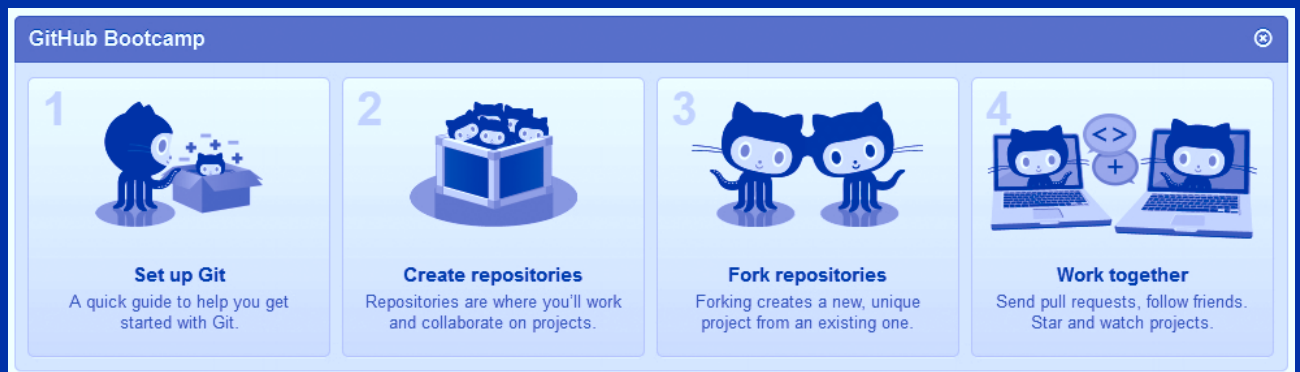 GitHub Bootcamp
1
Set up Git
A quick guide to help you get
started with Git.
2
Create repositories
Repositories are where you'll work
and collaborate on projects.
3
Fork repositories
Forking creates a new, unique
project from an existing one.
4
< >
+
Work together
Send pull requests, follow friends.
Star and watch projects.